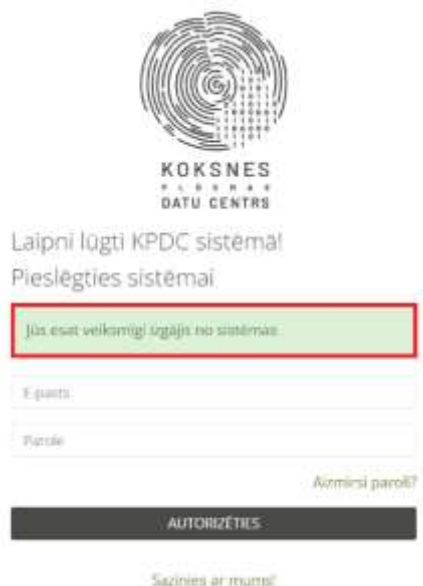 KOKSNES
PLŪSMAS
DATU CENTRS
Laipni lūgti KPDC sistēmā!
Pieslēgties sistēmai
Jūs esat veiksmīgi izgājis no sistēmas
E-pasts
Parole
Aizmirsi paroli?
AUTORIZĒTIES
Sazinies ar mums!